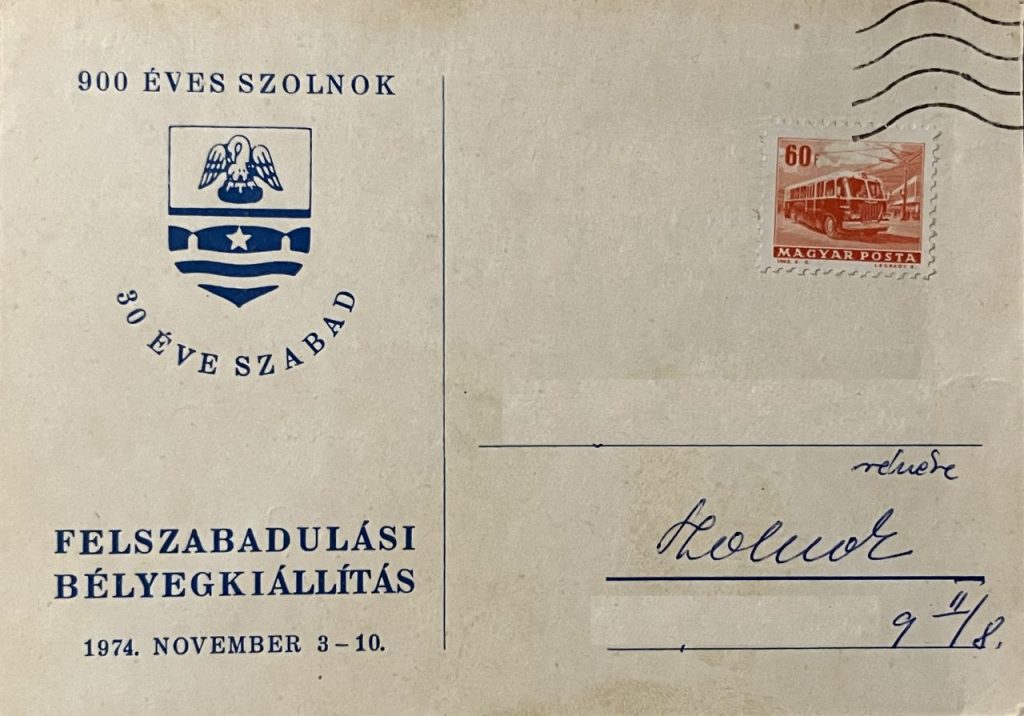 900 ÉVES SZOLNOK
30 ÉVE SZABAD
FELSZABADULÁSI
BÉLYEGKIÁLLÍTÁS
1974. NOVEMBER 3–10.
60F
MAGYAR POSTA
részére
Szolnok
9 II/8.